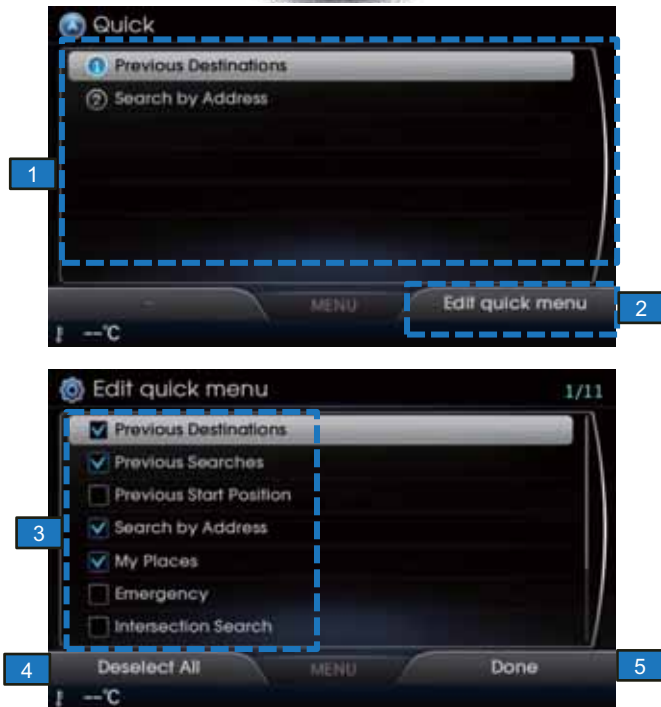 Quick
1 Previous Destinations
2 Search by Address
1
- MENU Edit quick menu
2
--°C
Edit quick menu 1/11
Previous Destinations
Previous Searches
Previous Start Position
Search by Address
3
My Places
Emergency
Intersection Search
4 Deselect All MENU Done 5
--°C